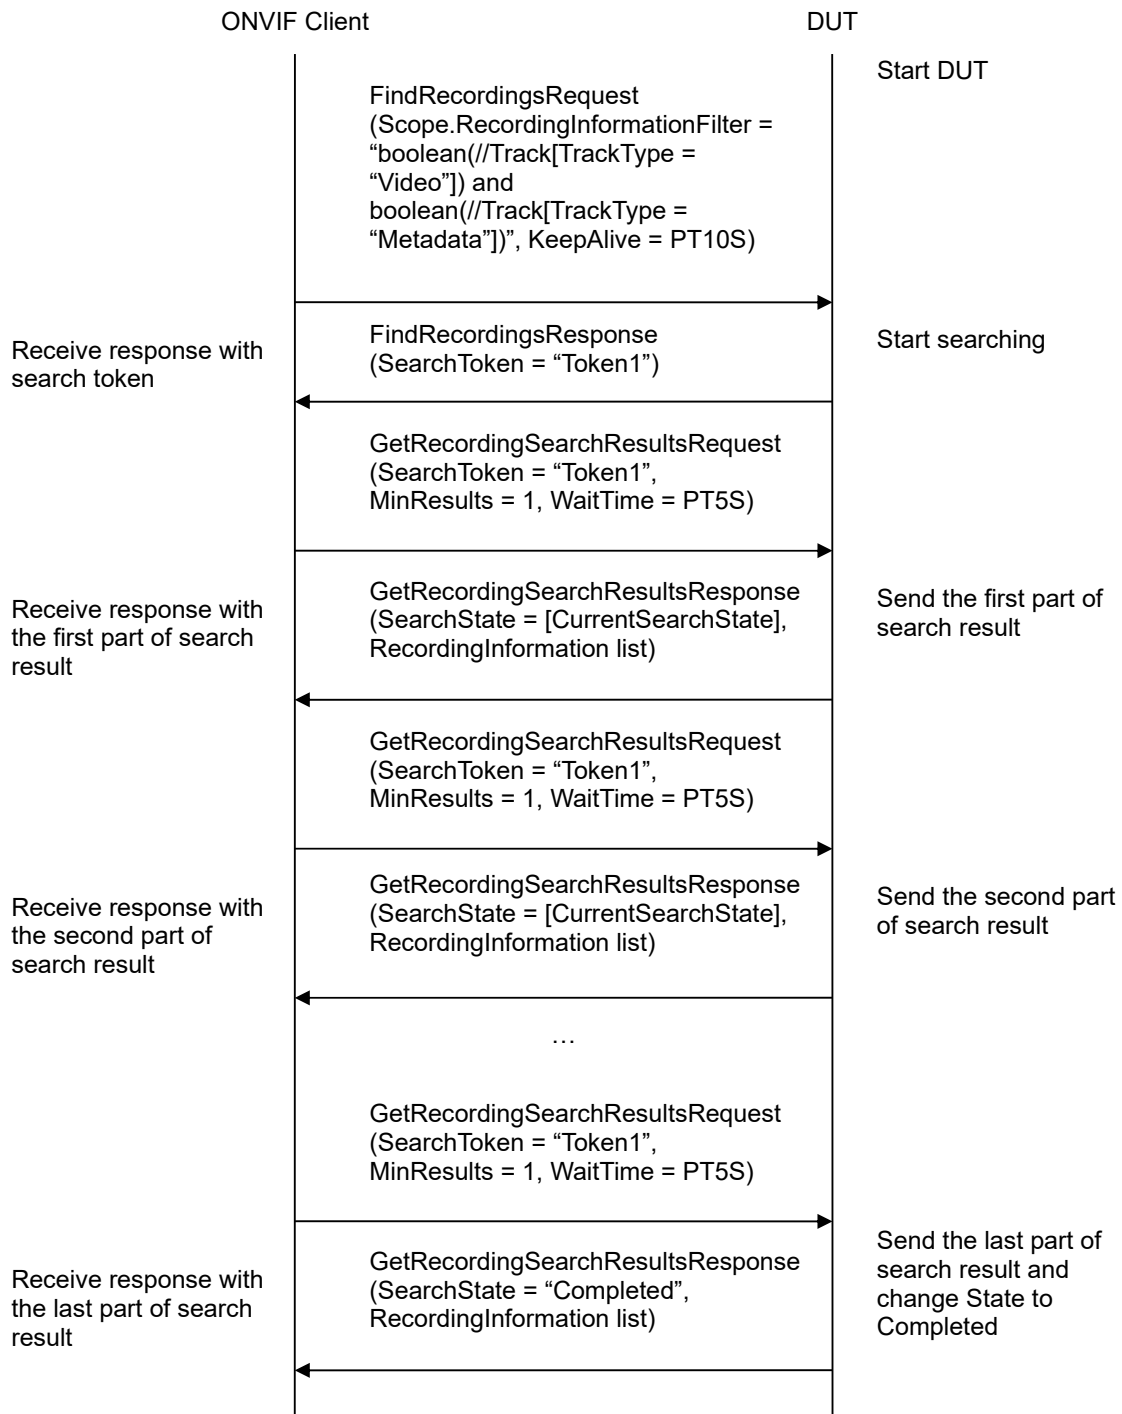 ONVIF Client
DUT
Start DUT
FindRecordingsRequest
(Scope.RecordingInformationFilter =
“boolean(//Track[TrackType =
“Video”]) and
boolean(//Track[TrackType =
“Metadata”])”, KeepAlive = PT10S)
FindRecordingsResponse
(SearchToken = “Token1”)
Start searching
Receive response with
search token
GetRecordingSearchResultsRequest
(SearchToken = “Token1”,
MinResults = 1, WaitTime = PT5S)
GetRecordingSearchResultsResponse
(SearchState = [CurrentSearchState],
RecordingInformation list)
Send the first part of
search result
Receive response with
the first part of search
result
GetRecordingSearchResultsRequest
(SearchToken = “Token1”,
MinResults = 1, WaitTime = PT5S)
GetRecordingSearchResultsResponse
(SearchState = [CurrentSearchState],
RecordingInformation list)
Send the second part
of search result
Receive response with
the second part of
search result
…
GetRecordingSearchResultsRequest
(SearchToken = “Token1”,
MinResults = 1, WaitTime = PT5S)
Send the last part of
search result and
change State to
Completed
GetRecordingSearchResultsResponse
(SearchState = “Completed”,
RecordingInformation list)
Receive response with
the last part of search
result